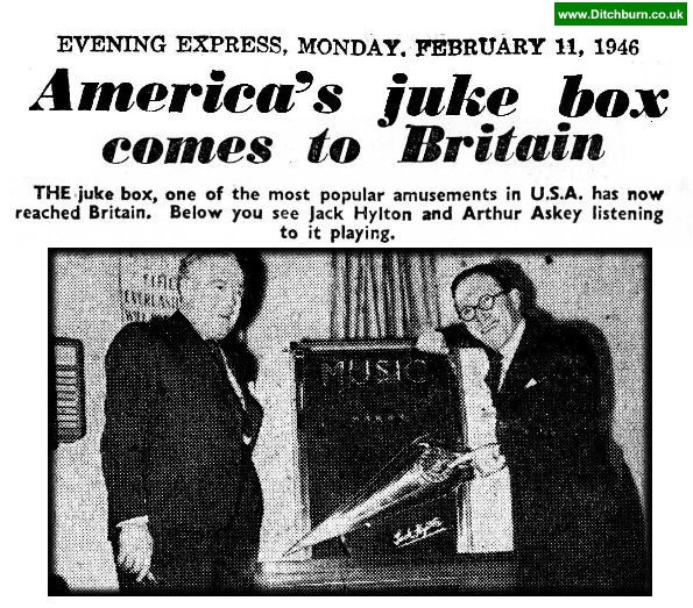 www.Ditchburn.co.uk
EVENING EXPRESS, MONDAY, FEBRUARY 11, 1946
America's juke box
comes to Britain
THE juke box, one of the most popular amusements in U.S.A. has now
reached Britain. Below you see Jack Hylton and Arthur Askey listening
to it playing.
MUSIC
Jack Hylton